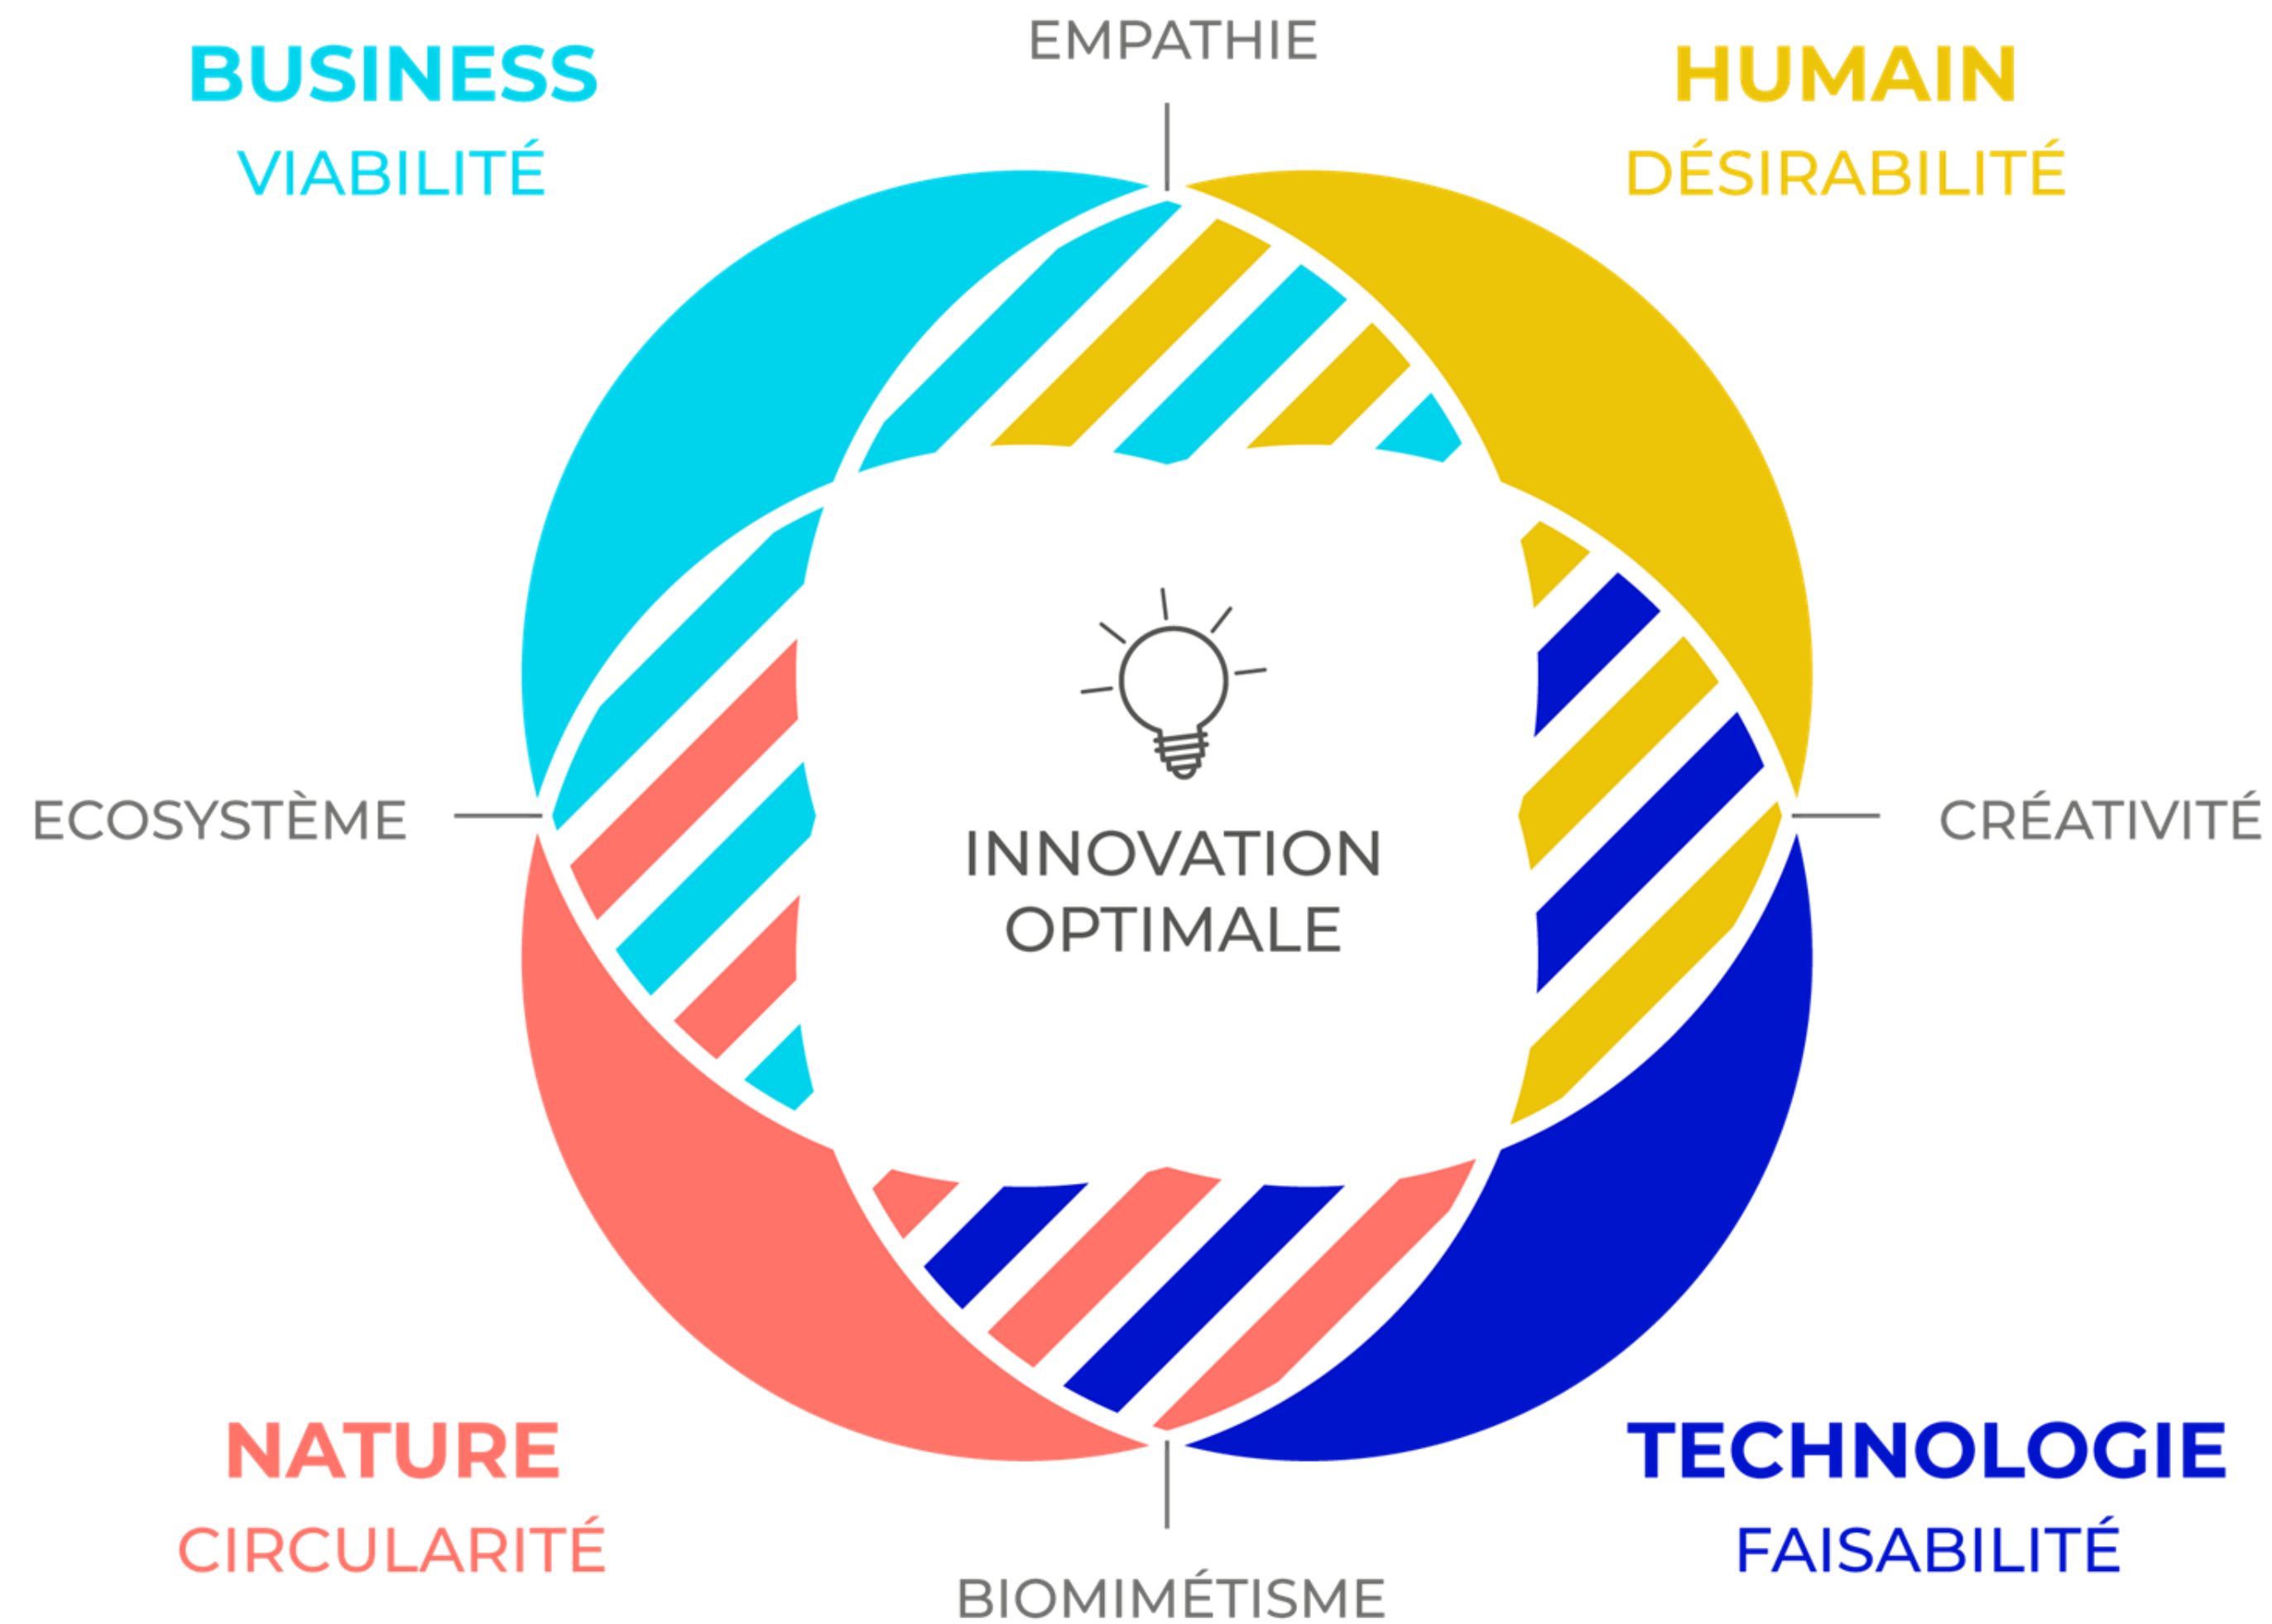 EMPATHIE
BUSINESS
VIABILITÉ
HUMAIN
DÉSIRABILITÉ
ECOSYSTÈME
INNOVATION
OPTIMALE
CRÉATIVITÉ
NATURE
CIRCULARITÉ
TECHNOLOGIE
FAISABILITÉ
BIOMIMÉTISME